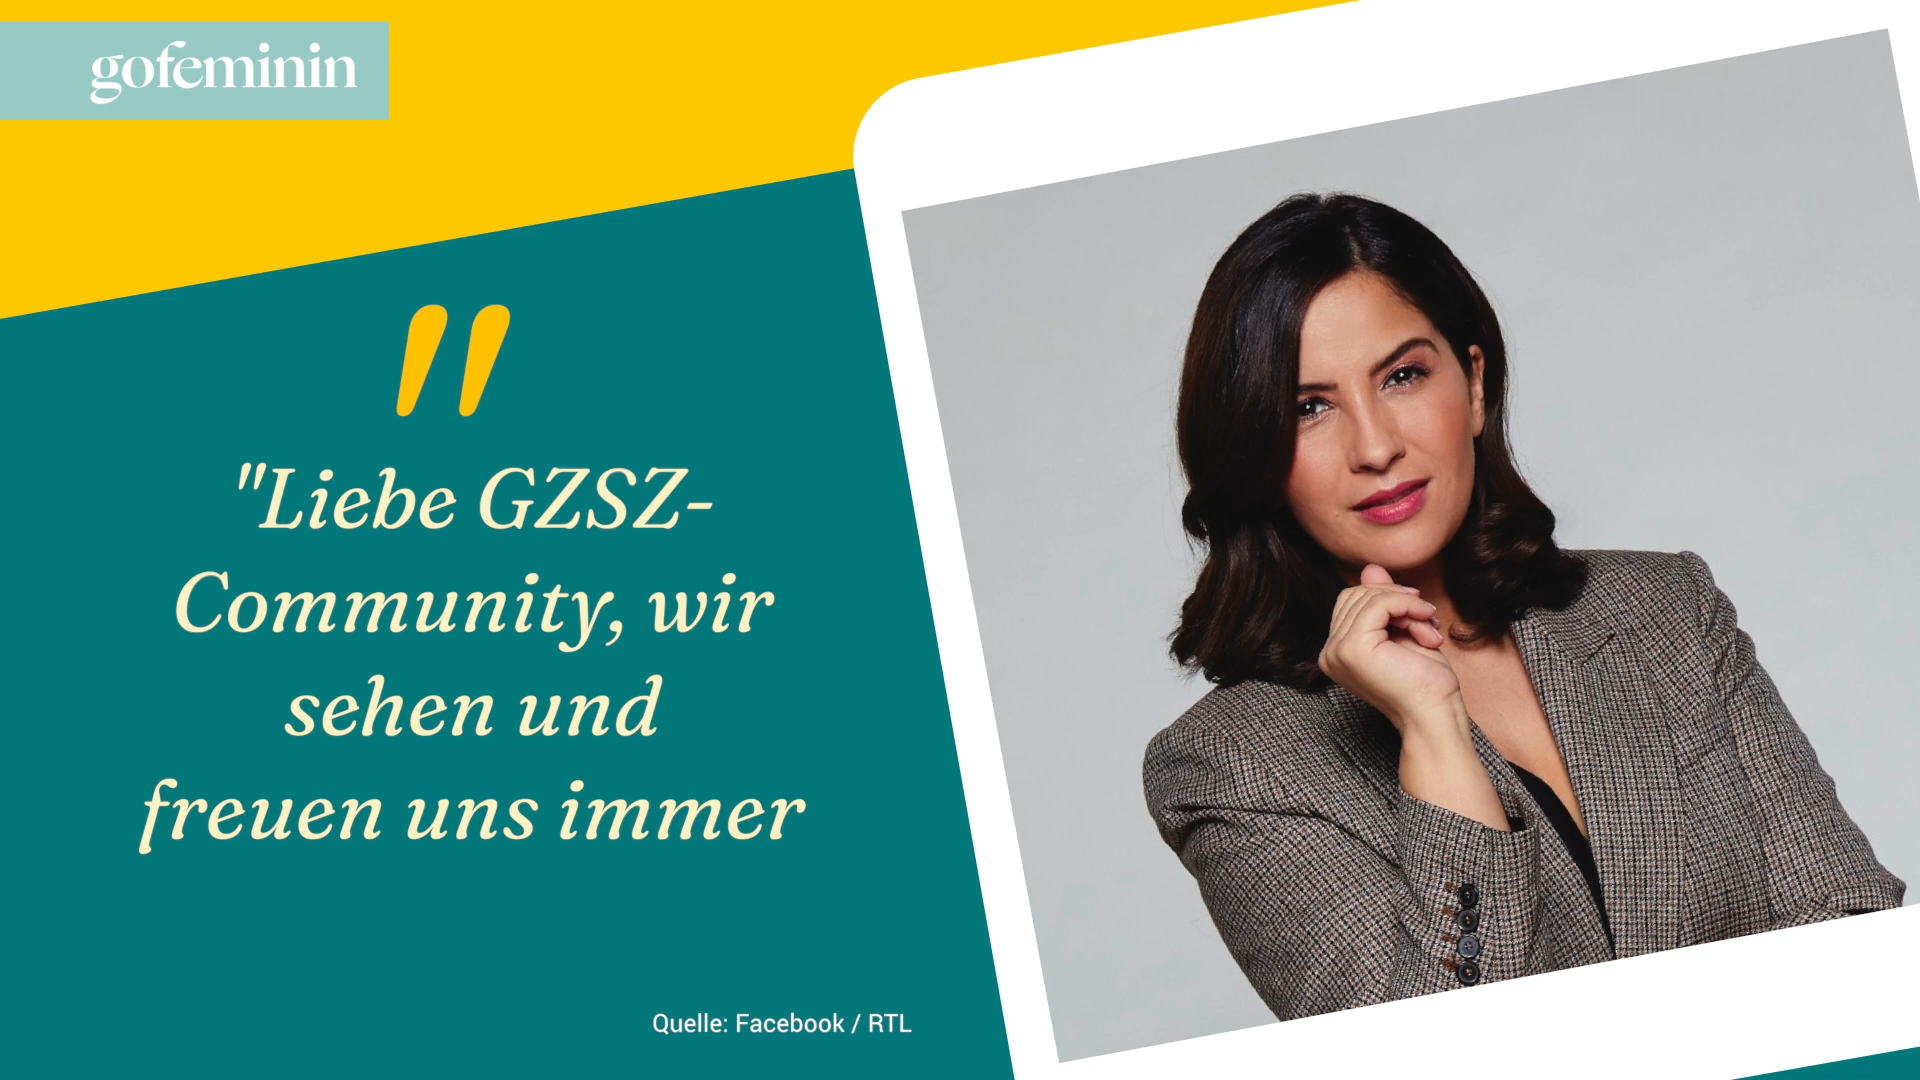 gofeminin
"Liebe GZSZ-
Community, wir
sehen und
freuen uns immer
Quelle: Facebook / RTL